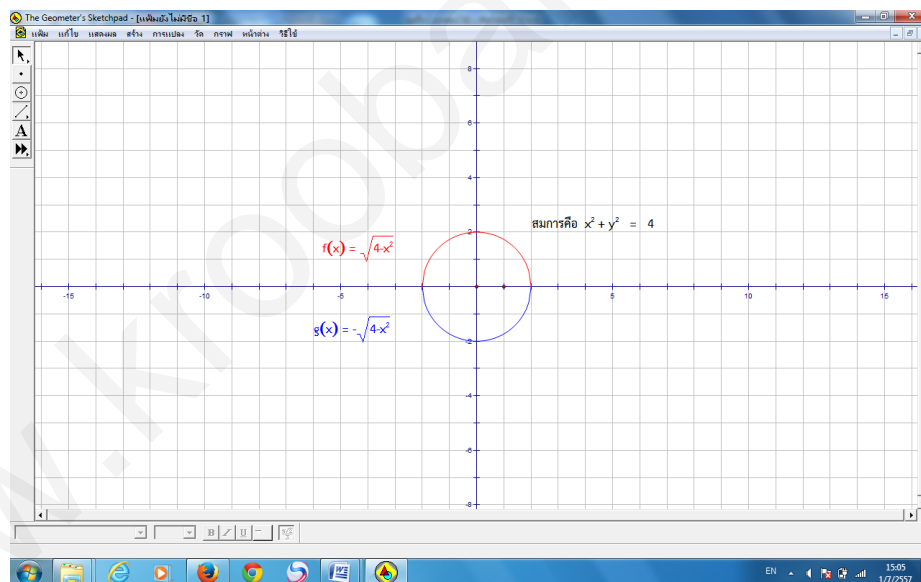 The Geometer's Sketchpad - [แฟ้มยังไม่มีชื่อ 1]
แฟ้ม แก้ไข แสดงผล สร้าง การแปลง วัด กราฟ หน้าต่าง วิธีใช้
8
6
4
สมการคือ x² + y² = 4
2
f(x) = √4-x²
-15 -10 -5 5 10 15
g(x) = -√4-x²
-2
-4
-6
-8
B I U
EN 15:05
1/7/2557
www.krooba